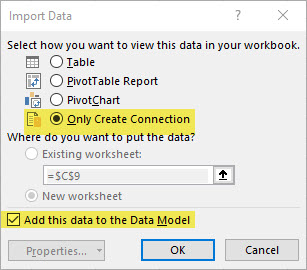 Import Data
?
×
Select how you want to view this data in your workbook.
Table
PivotTable Report
PivotChart
Only Create Connection
Where do you want to put the data?
Existing worksheet:
=$C$9
New worksheet
Add this data to the Data Model
Properties...
OK
Cancel